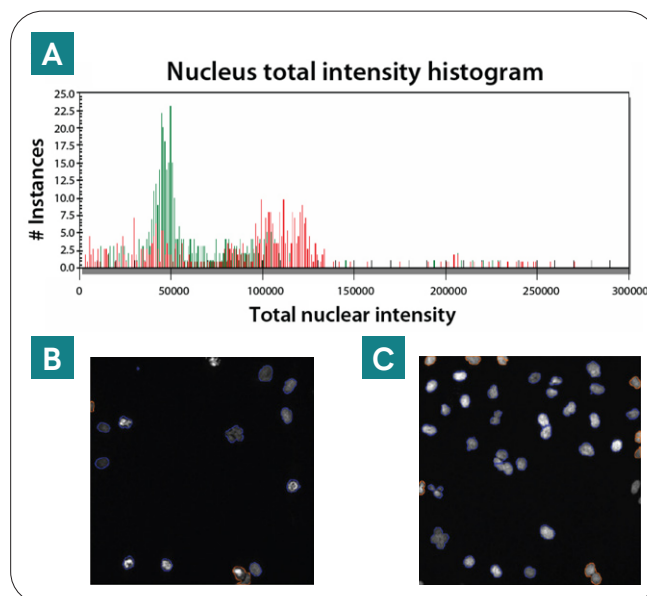 A
Nucleus total intensity histogram
25.0
22.5
20.0
17.5
15.0
12.5
10.0
7.5
5.0
2.5
0.0
# Instances
0 50000 100000 150000 200000 250000 300000
Total nuclear intensity
B
C